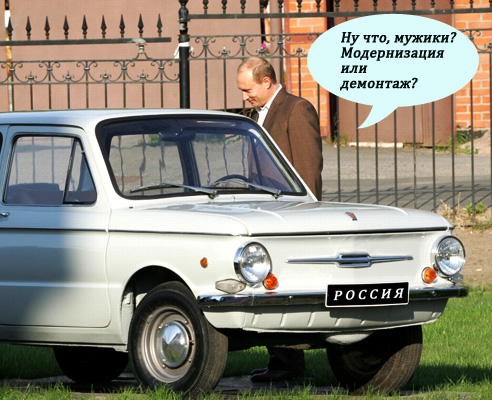 Ну что, мужики?
Модернизация
или
демонтаж?
РОССИЯ